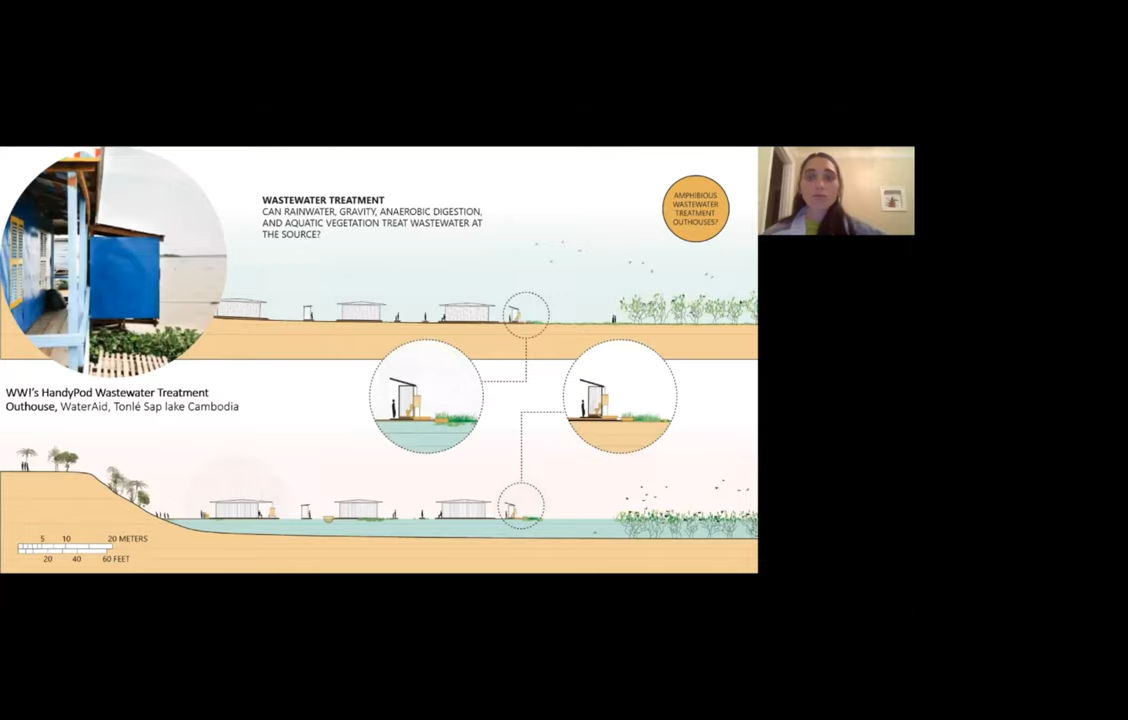 WASTEWATER TREATMENT
CAN RAINWATER, GRAVITY, ANAEROBIC DIGESTION,
AND AQUATIC VEGETATION TREAT WASTEWATER AT
THE SOURCE?
AMPHIBIOUS
WASTEWATER
TREATMENT
OUTHOUSES?
WWI's HandyPod Wastewater Treatment
Outhouse, WaterAid, Tonlé Sap lake Cambodia
5 10 20 METERS
20 40 60 FEET